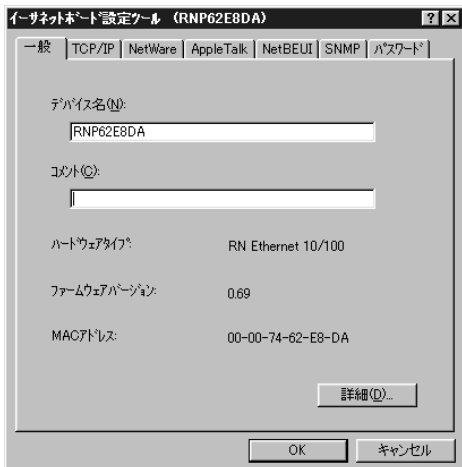 イーサネットボード設定ツール (RNP62E8DA)
一般 TCP/IP NetWare AppleTalk NetBEUI SNMP パスワード
デバイス名(N):
RNP62E8DA
コメント(C):
ハードウェアタイプ: RN Ethernet 10/100
ファームウェアバージョン: 0.69
MACアドレス: 00-00-74-62-E8-DA
詳細(D)...
OK キャンセル